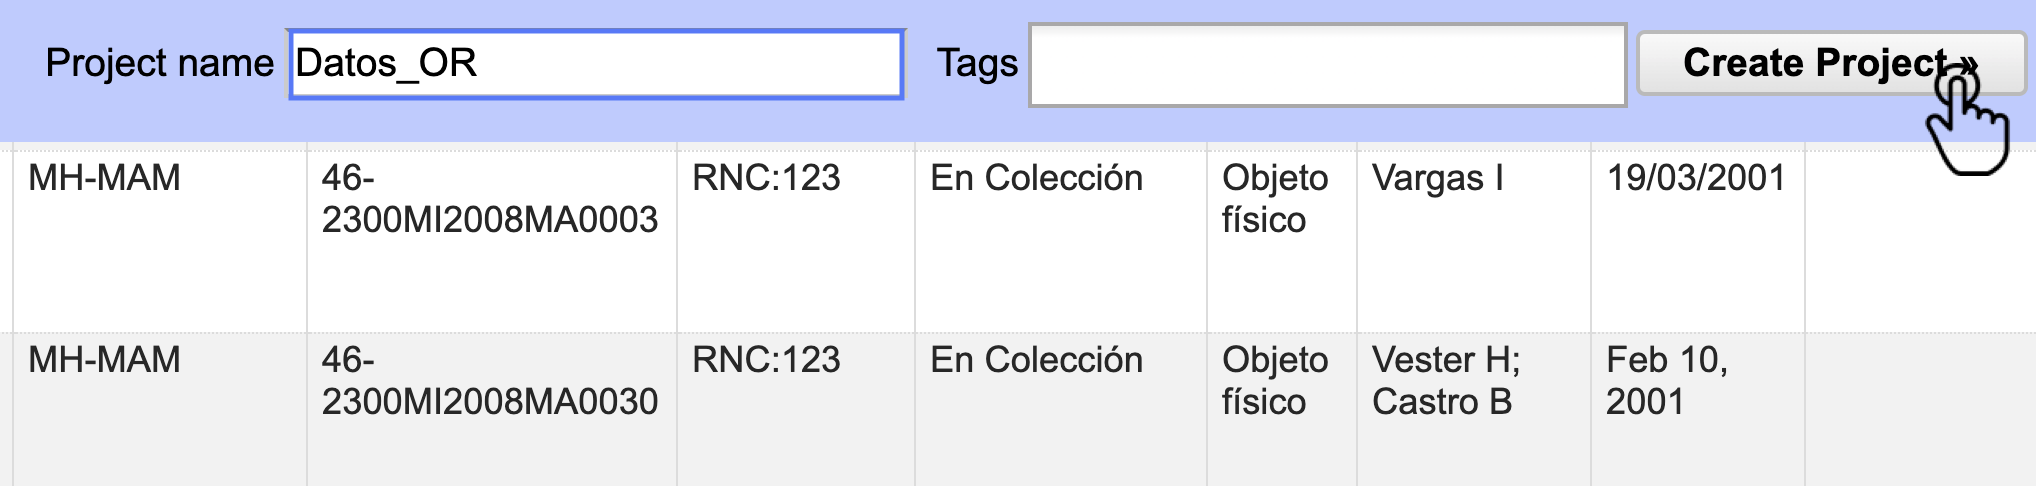 Project name Datos_OR Tags Create Project »
MH-MAM 46- RNC:123 En Colección Objeto Vargas I 19/03/2001
2300MI2008MA0003 físico
MH-MAM 46- RNC:123 En Colección Objeto Vester H; Feb 10,
2300MI2008MA0030 físico Castro B 2001